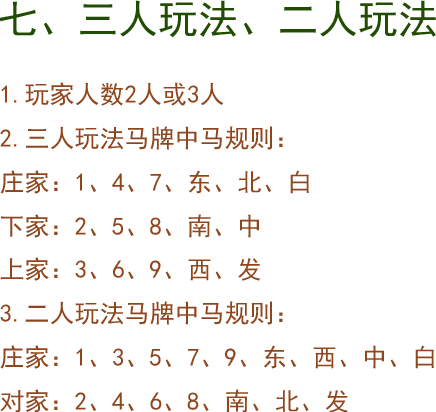 七、三人玩法、二人玩法
1.玩家人数2人或3人
2.三人玩法马牌中马规则：
庄家：1、4、7、东、北、白
下家：2、5、8、南、中
上家：3、6、9、西、发
3.二人玩法马牌中马规则：
庄家：1、3、5、7、9、东、西、中、白
对家：2、4、6、8、南、北、发